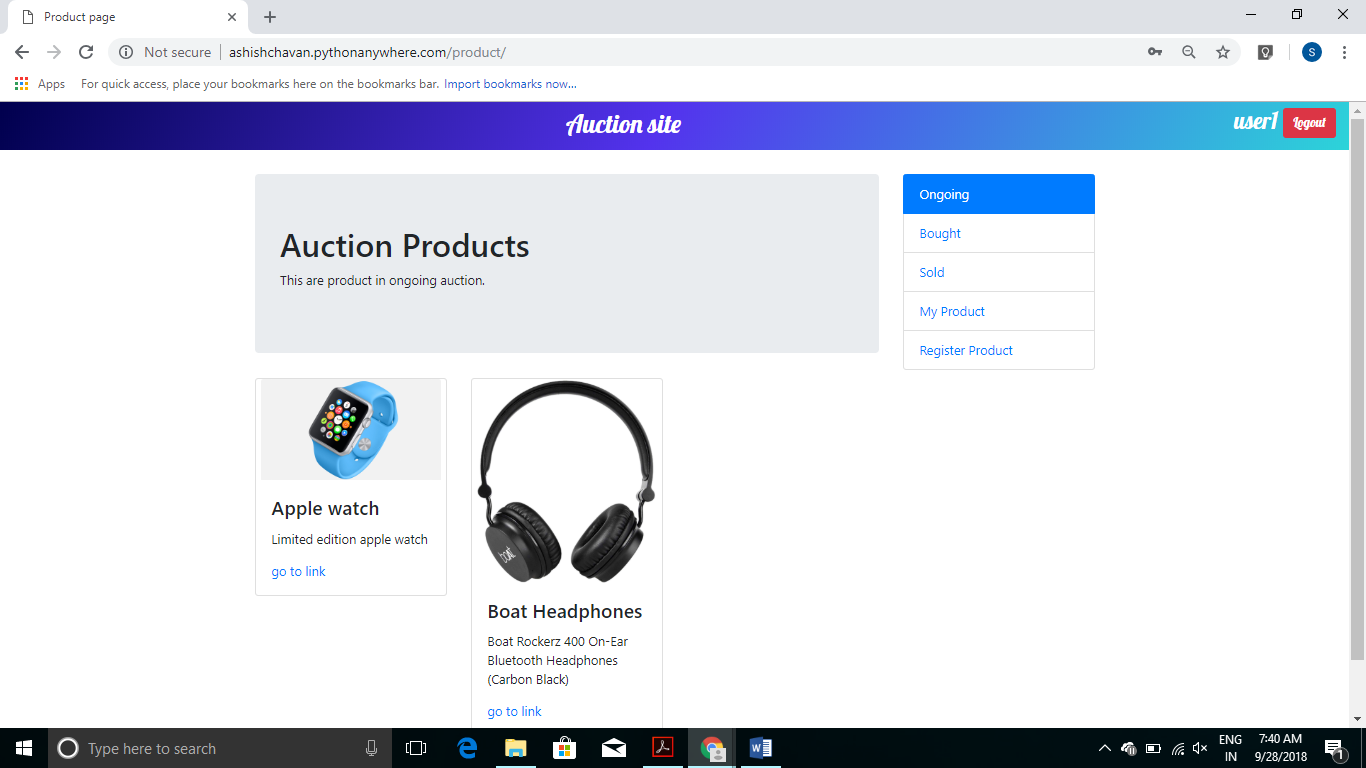 Product page
Not secure
ashishchavan.pythonanywhere.com/product/
S
Apps
For quick access, place your bookmarks here on the bookmarks bar. Import bookmarks now...
Auction site
user1
Logout
Auction Products
This are product in ongoing auction.
Ongoing
Bought
Sold
My Product
Register Product
Apple watch
Limited edition apple watch
go to link
boAt
Boat Headphones
Boat Rockerz 400 On-Ear
Bluetooth Headphones
(Carbon Black)
go to link
Type here to search
ENG
IN
7:40 AM
9/28/2018
1